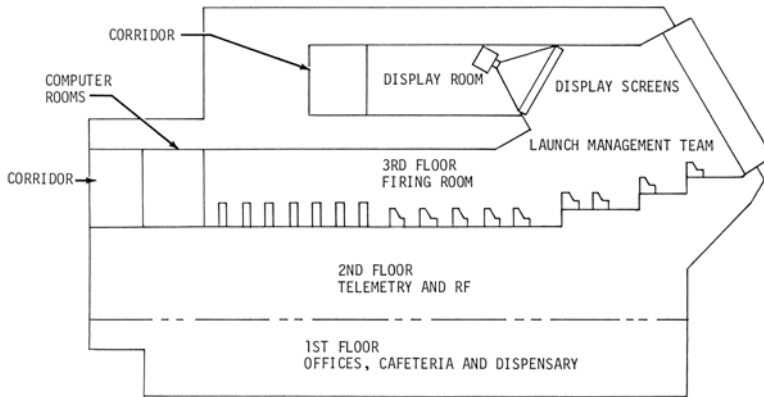 CORRIDOR
DISPLAY ROOM
DISPLAY SCREENS
COMPUTER
ROOMS
LAUNCH MANAGEMENT TEAM
3RD FLOOR
FIRING ROOM
CORRIDOR
2ND FLOOR
TELEMETRY AND RF
1ST FLOOR
OFFICES, CAFETERIA AND DISPENSARY